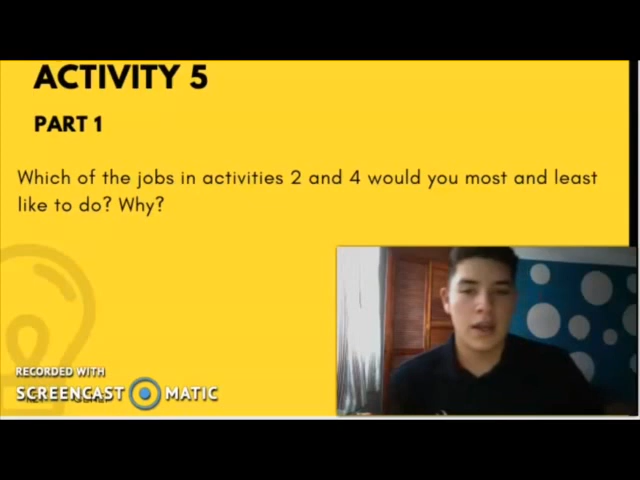 ACTIVITY 5
PART 1
Which of the jobs in activities 2 and 4 would you most and least
like to do? Why?
RECORDED WITH
SCREENCAST MATIC